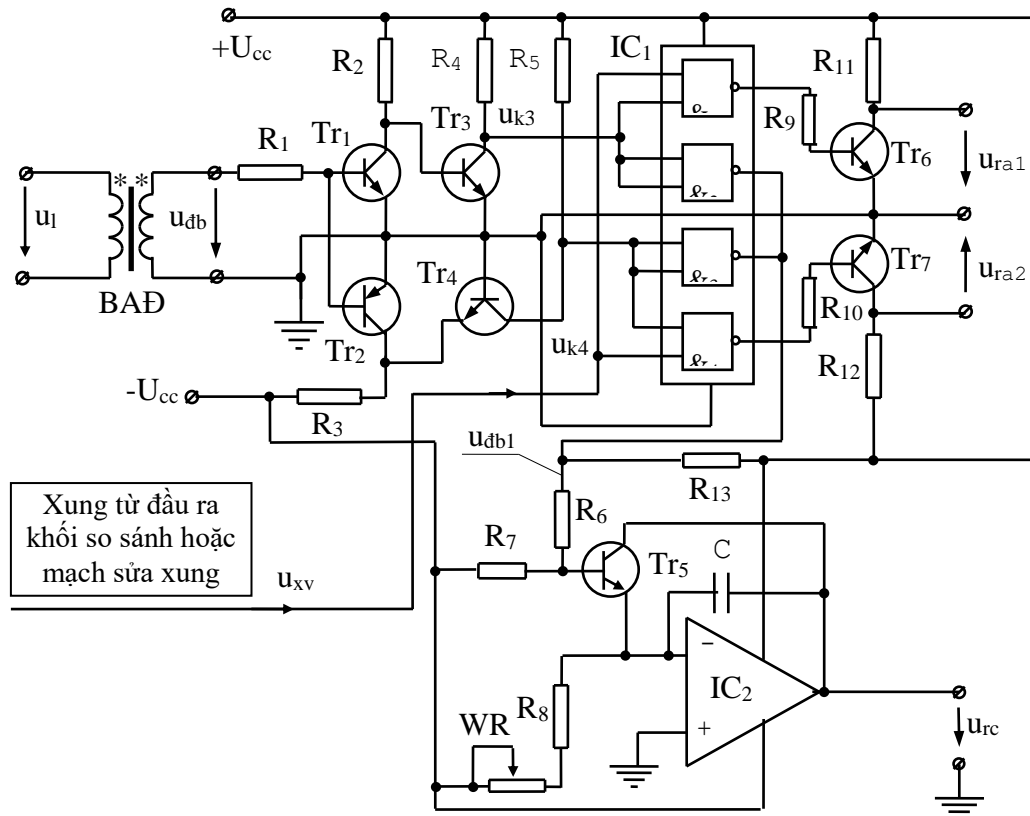 +Ucc
R2
R4
R5
IC1
R11
Tr1
Tr3
uk3
R1
R9
Tr6
ura1
* *
ul
uđb
Tr4
Tr7
ura2
BAĐ
R10
Tr2
uk4
R12
-Ucc
R3
uđb1
R13
Xung từ đầu ra
khối so sánh hoặc
mạch sửa xung
R6
R7
C
Tr5
uxv
−
IC2
R8
WR
+
urc